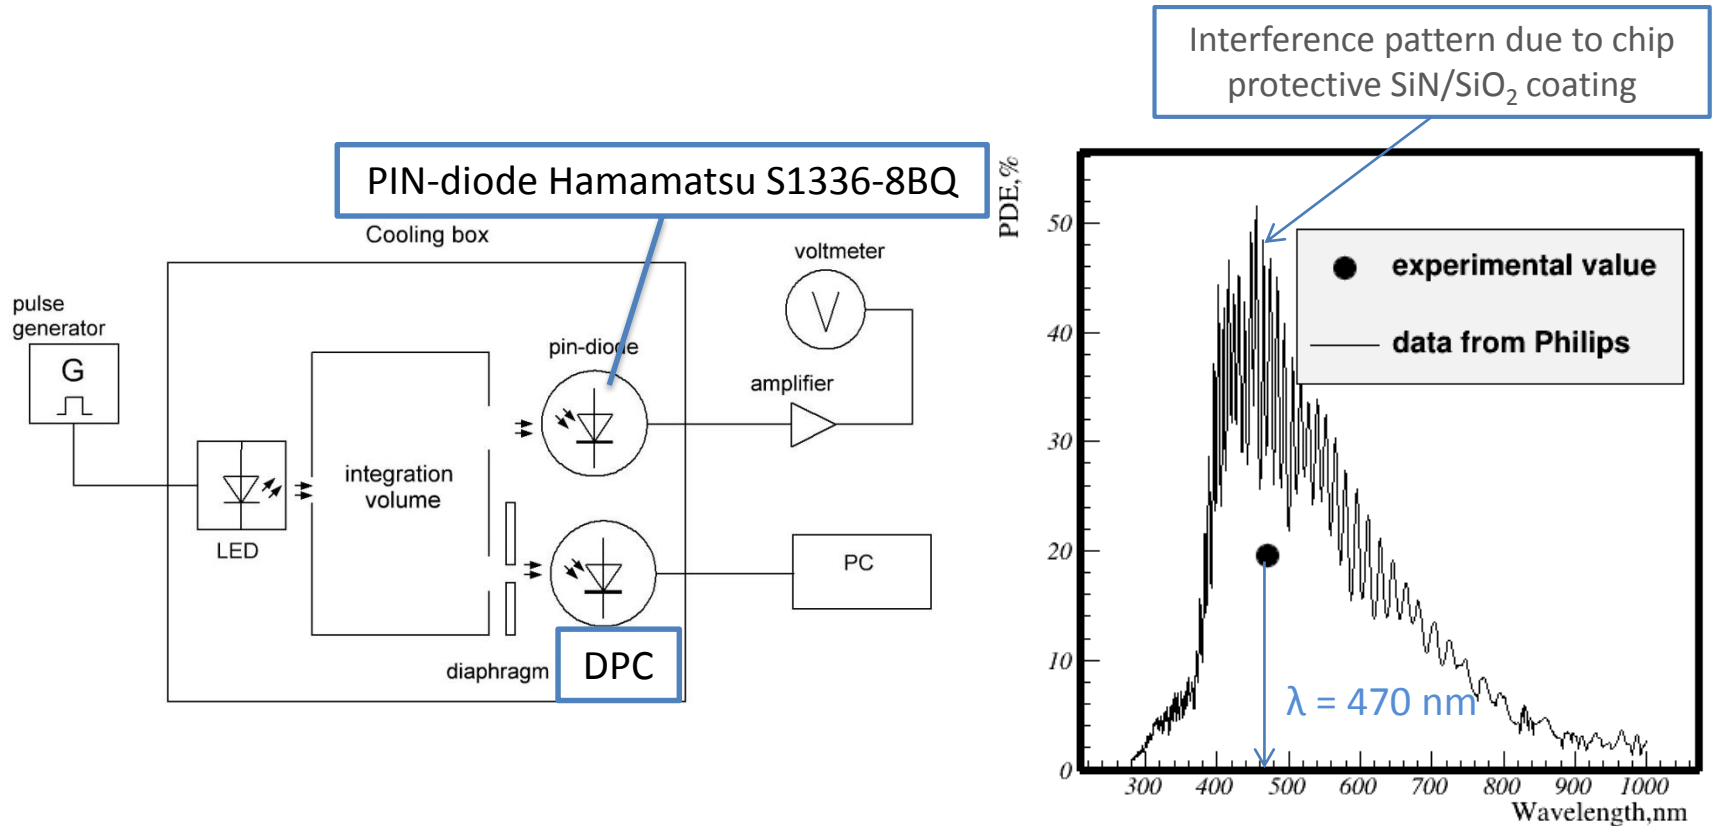 Interference pattern due to chip
protective SiN/SiO₂ coating
PIN-diode Hamamatsu S1336-8BQ
Cooling box
voltmeter
V
pulse
generator
G
pin-diode
amplifier
integration
volume
LED
PC
diaphragm
DPC
PDE,%
50
40
30
20
10
0
experimental value
data from Philips
λ = 470 nm
300 400 500 600 700 800 900 1000
Wavelength,nm